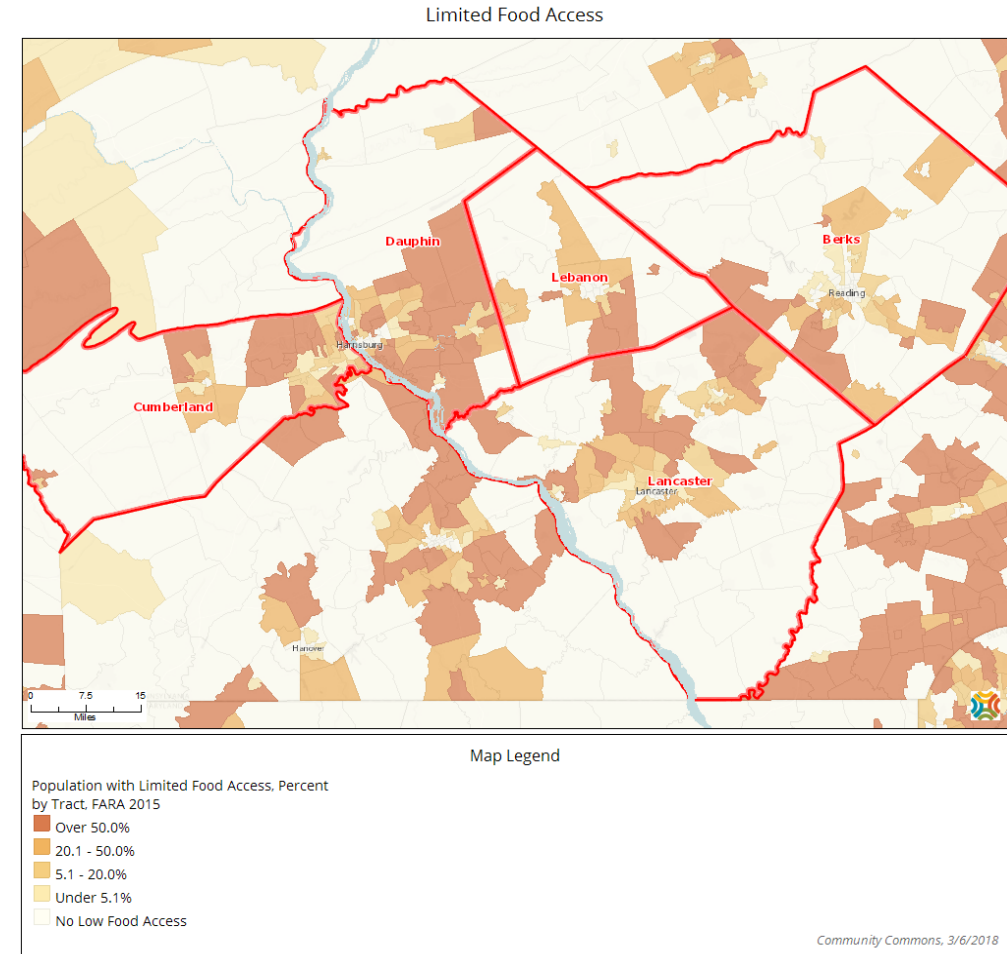 Limited Food Access
Dauphin
Berks
Lebanon
Reading
Harrisburg
Cumberland
Lancaster
Lancaster
Hanover
0 7.5 15
Miles
Map Legend
Population with Limited Food Access, Percent
by Tract, FARA 2015
Over 50.0%
20.1 - 50.0%
5.1 - 20.0%
Under 5.1%
No Low Food Access
Community Commons, 3/6/2018